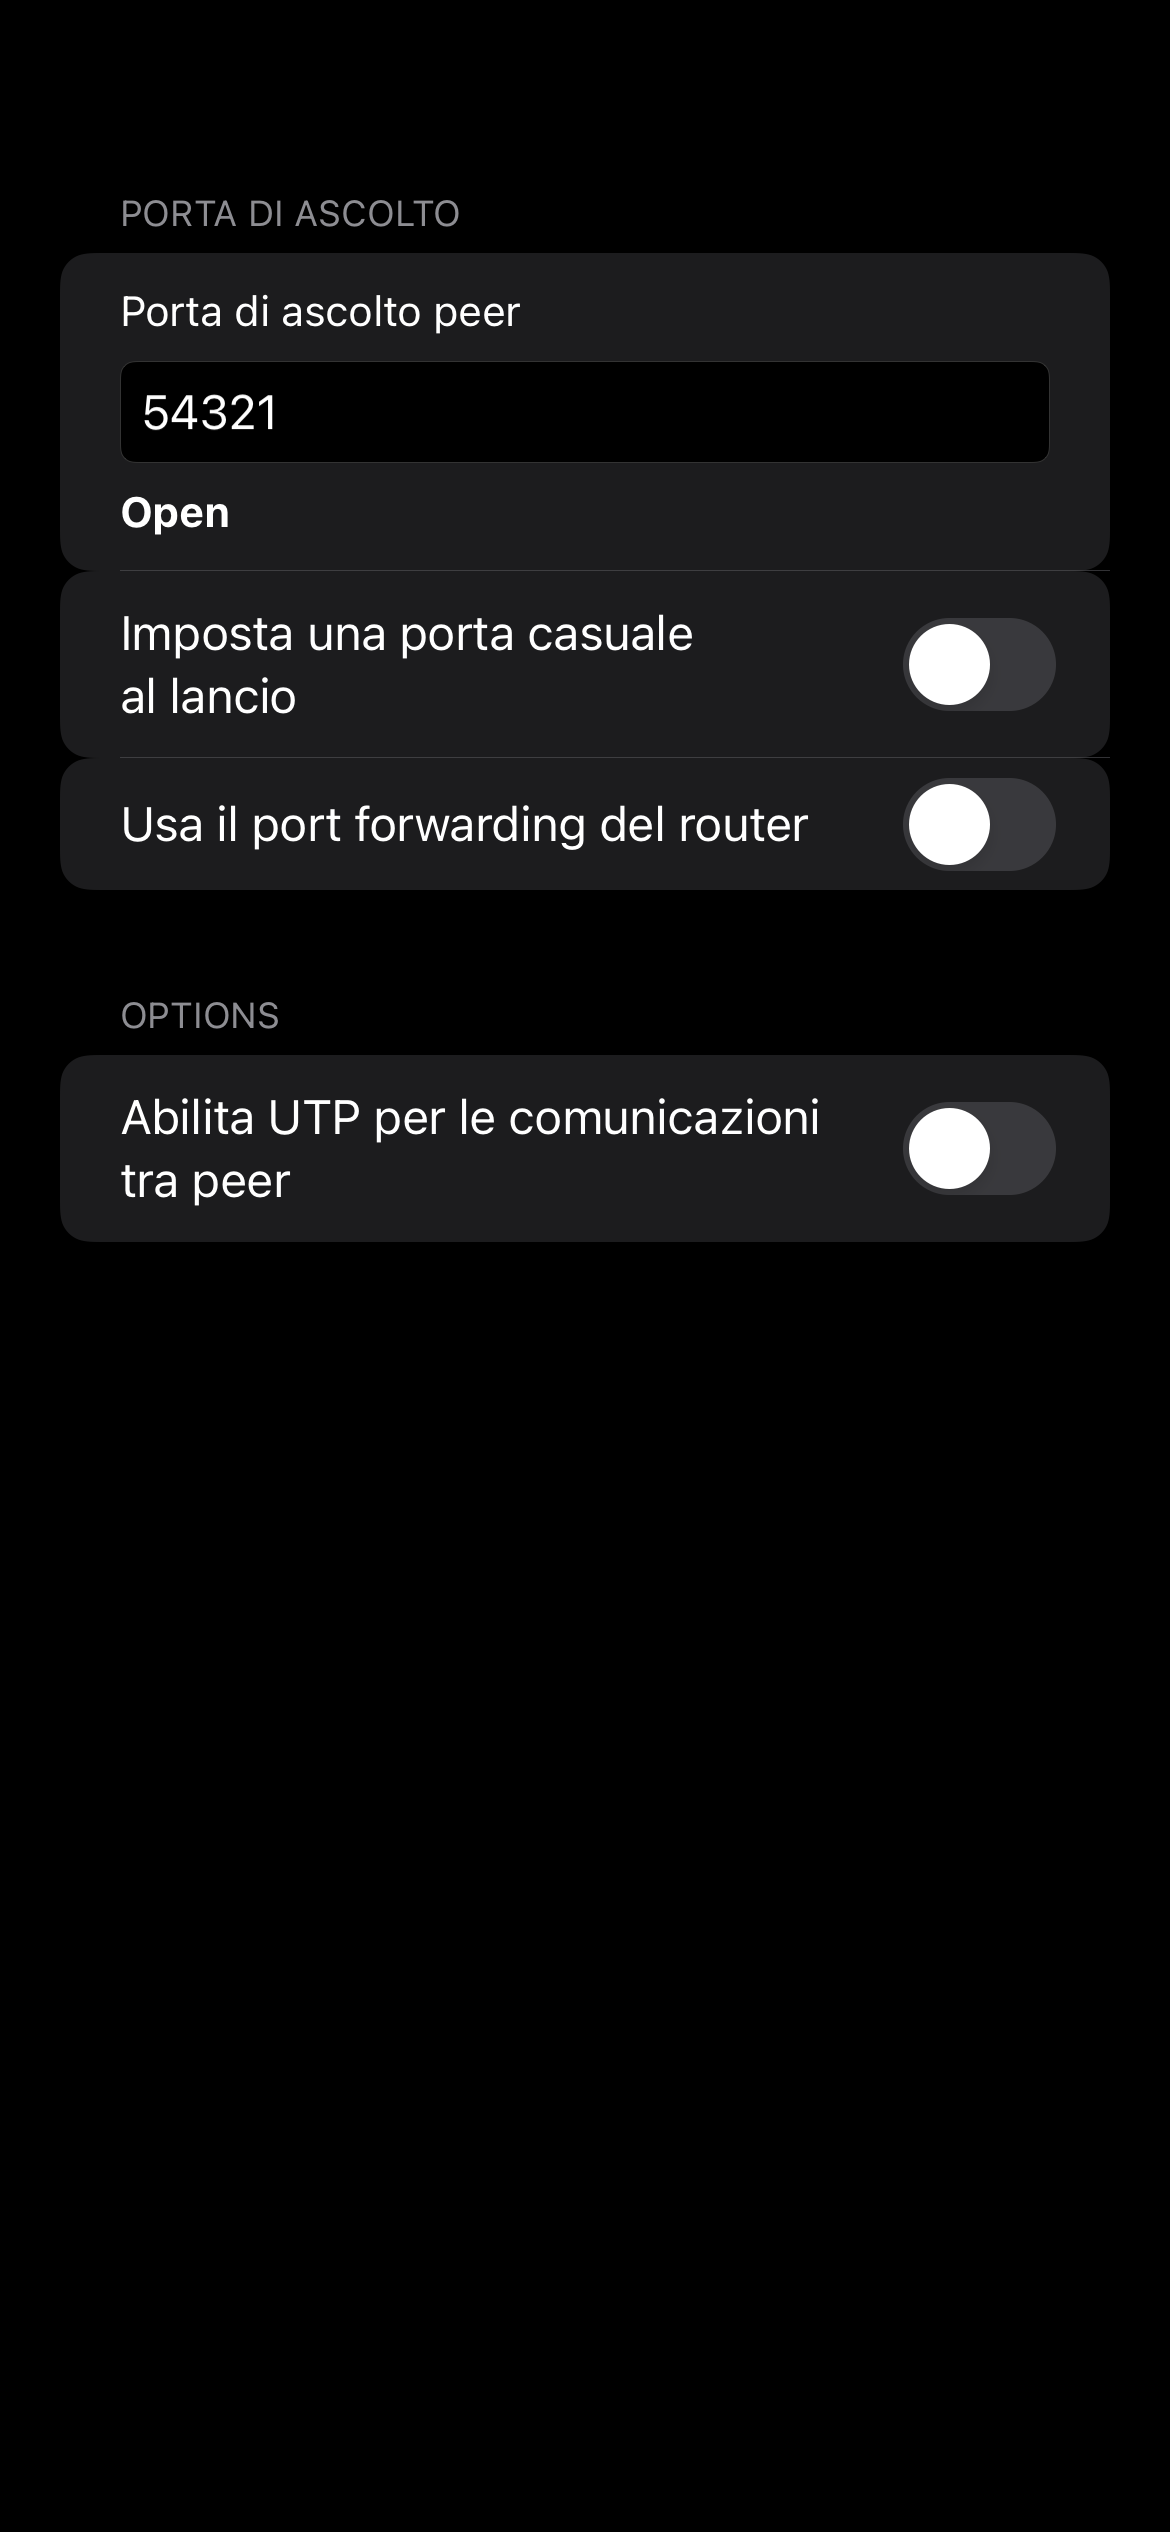 PORTA DI ASCOLTO
Porta di ascolto peer
54321
Open
Imposta una porta casuale
al lancio
Usa il port forwarding del router
OPTIONS
Abilita UTP per le comunicazioni
tra peer